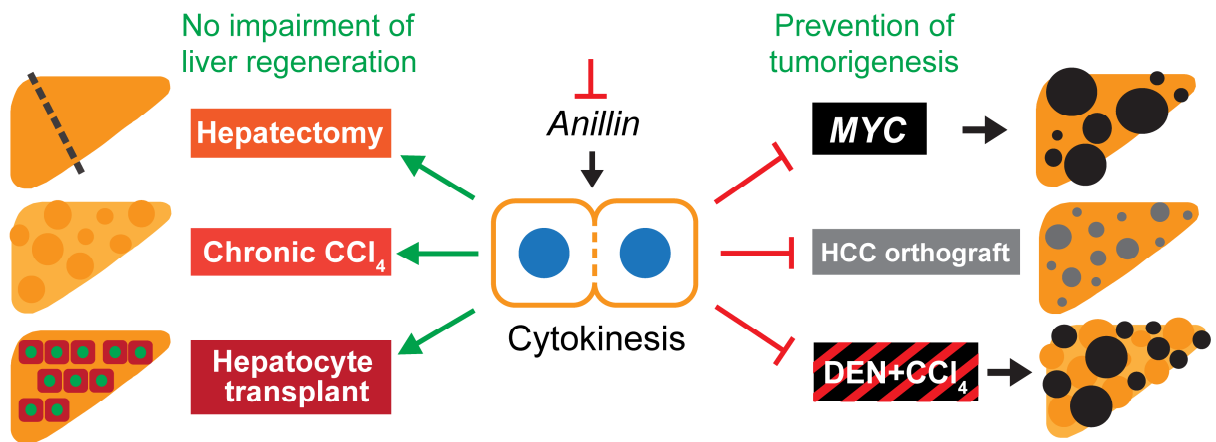 No impairment of
liver regeneration
Hepatectomy
Chronic CCl₄
Hepatocyte
transplant
Anillin
Cytokinesis
Prevention of
tumorigenesis
MYC
HCC orthograft
DEN+CCl₄